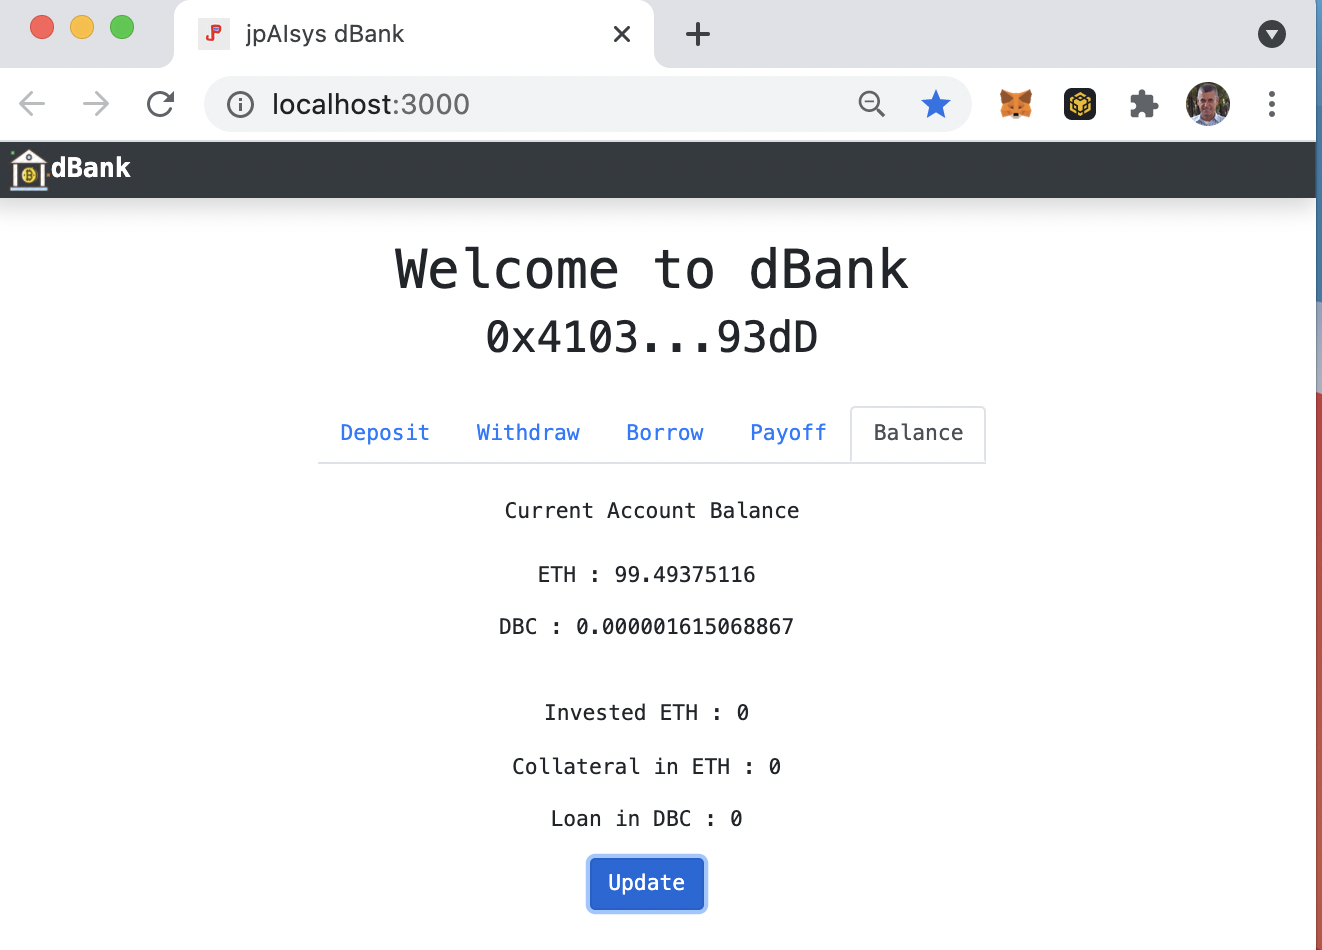 jpAIsys dBank
localhost:3000
dBank
Welcome to dBank
0x4103...93dD
Deposit Withdraw Borrow Payoff Balance
Current Account Balance
ETH : 99.49375116
DBC : 0.000001615068867
Invested ETH : 0
Collateral in ETH : 0
Loan in DBC : 0
Update